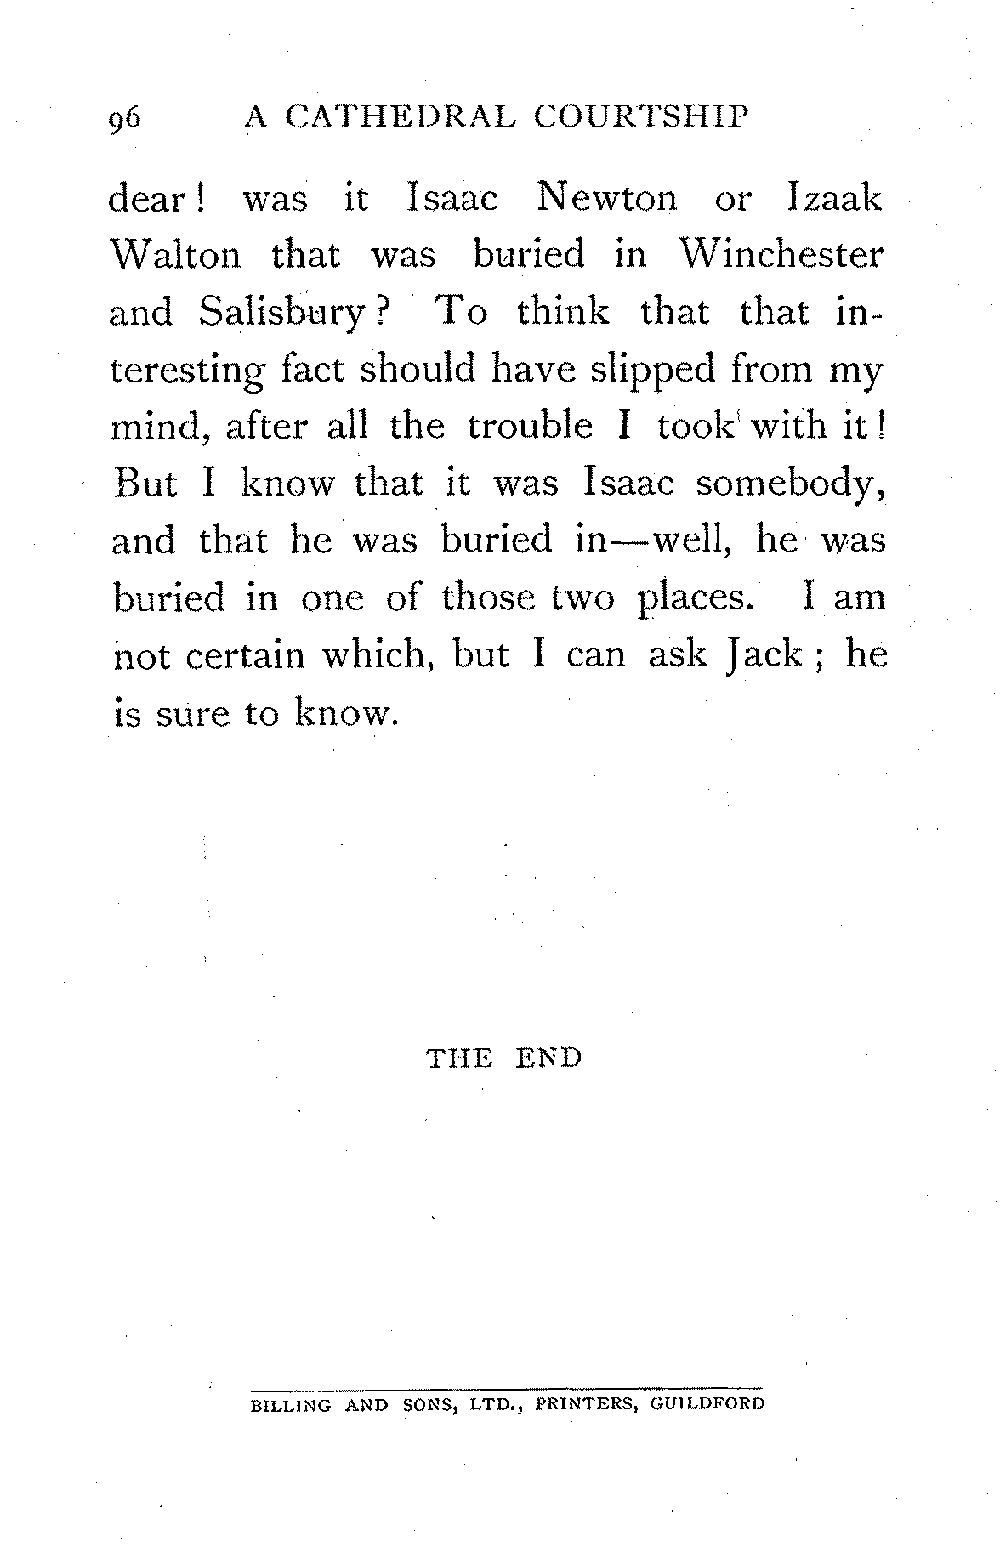 96 A CATHEDRAL COURTSHIP
dear! was it Isaac Newton or Izaak
Walton that was buried in Winchester
and Salisbury? To think that that in-
teresting fact should have slipped from my
mind, after all the trouble I took with it!
But I know that it was Isaac somebody,
and that he was buried in—well, he was
buried in one of those two places. I am
not certain which, but I can ask Jack; he
is sure to know.
THE END
BILLING AND SONS, LTD., PRINTERS, GUILDFORD